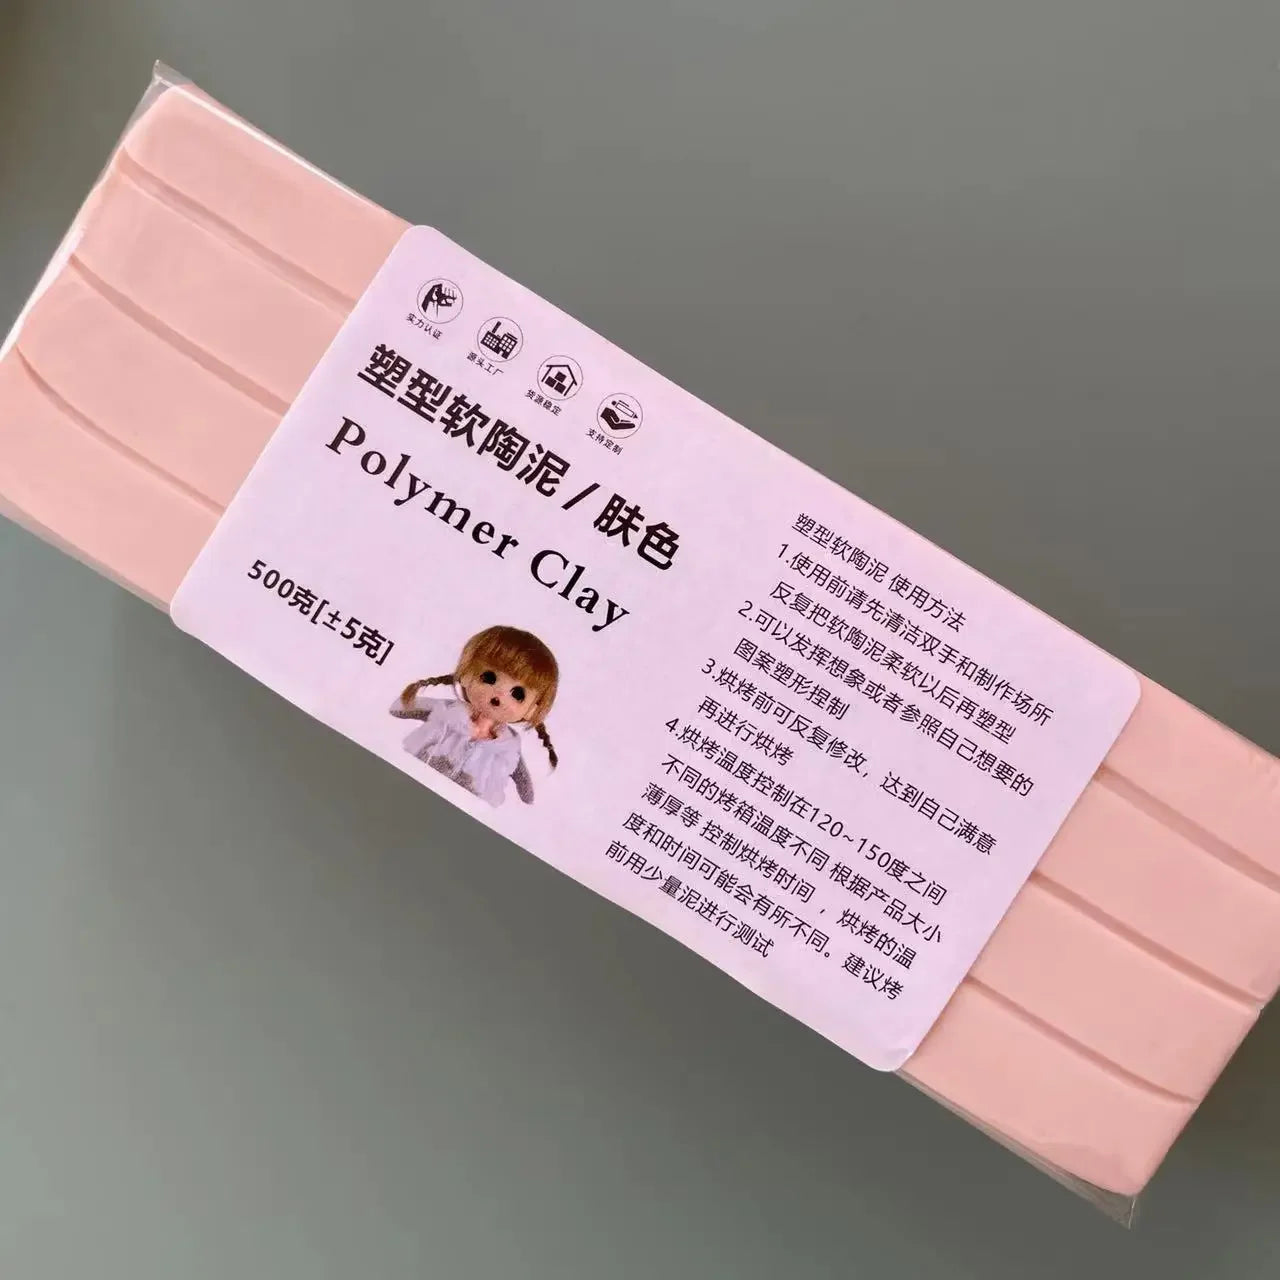 实力认证
源头工厂
货源稳定
支持定制
塑型软陶泥/肤色
Polymer Clay
500克[±5克]
塑型软陶泥 使用方法
1.使用前请先清洁双手和制作场所
反复把软陶泥柔软以后再塑型
2.可以发挥想象或者参照自己想要的
图案塑形捏制
3.烘烤前可反复修改，达到自己满意
再进行烘烤
4.烘烤温度控制在120~150度之间
不同的烤箱温度不同 根据产品大小
薄厚等 控制烘烤时间，烘烤的温
度和时间可能会有所不同。建议烤
前用少量泥进行测试